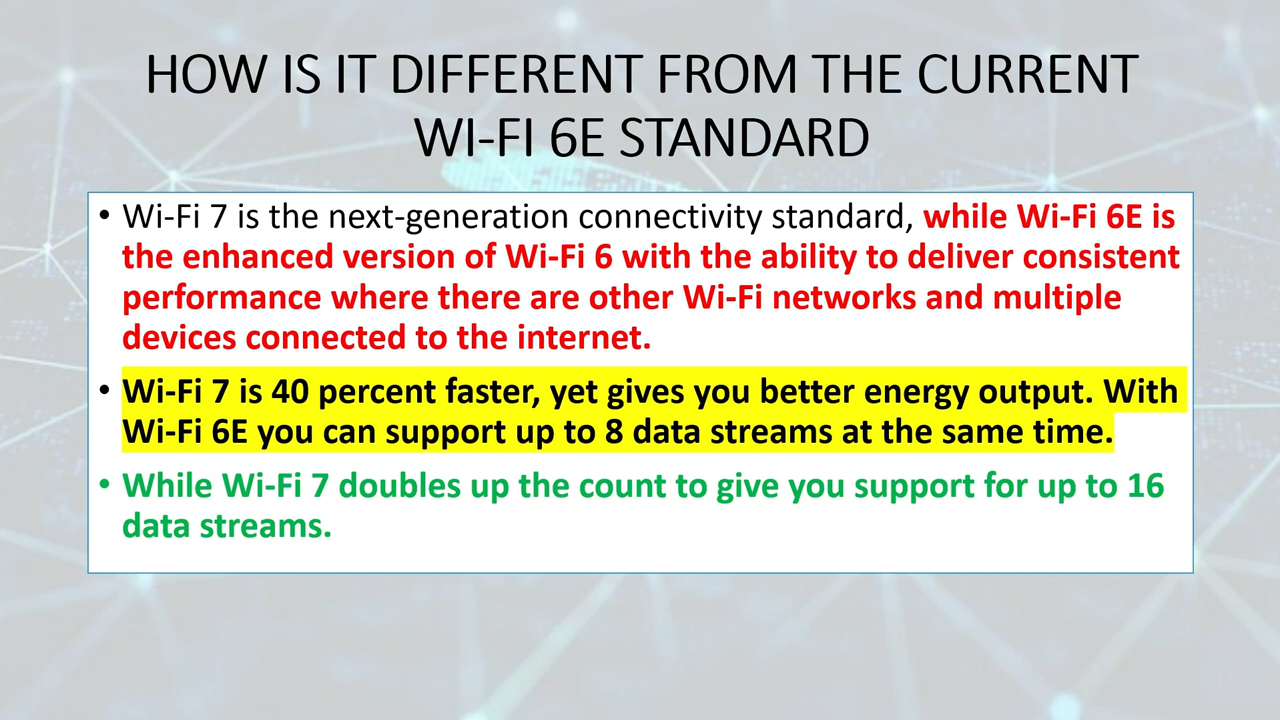 HOW IS IT DIFFERENT FROM THE CURRENT
WI-FI 6E STANDARD
• Wi-Fi 7 is the next-generation connectivity standard, while Wi-Fi 6E is
the enhanced version of Wi-Fi 6 with the ability to deliver consistent
performance where there are other Wi-Fi networks and multiple
devices connected to the internet.
• Wi-Fi 7 is 40 percent faster, yet gives you better energy output. With
Wi-Fi 6E you can support up to 8 data streams at the same time.
• While Wi-Fi 7 doubles up the count to give you support for up to 16
data streams.